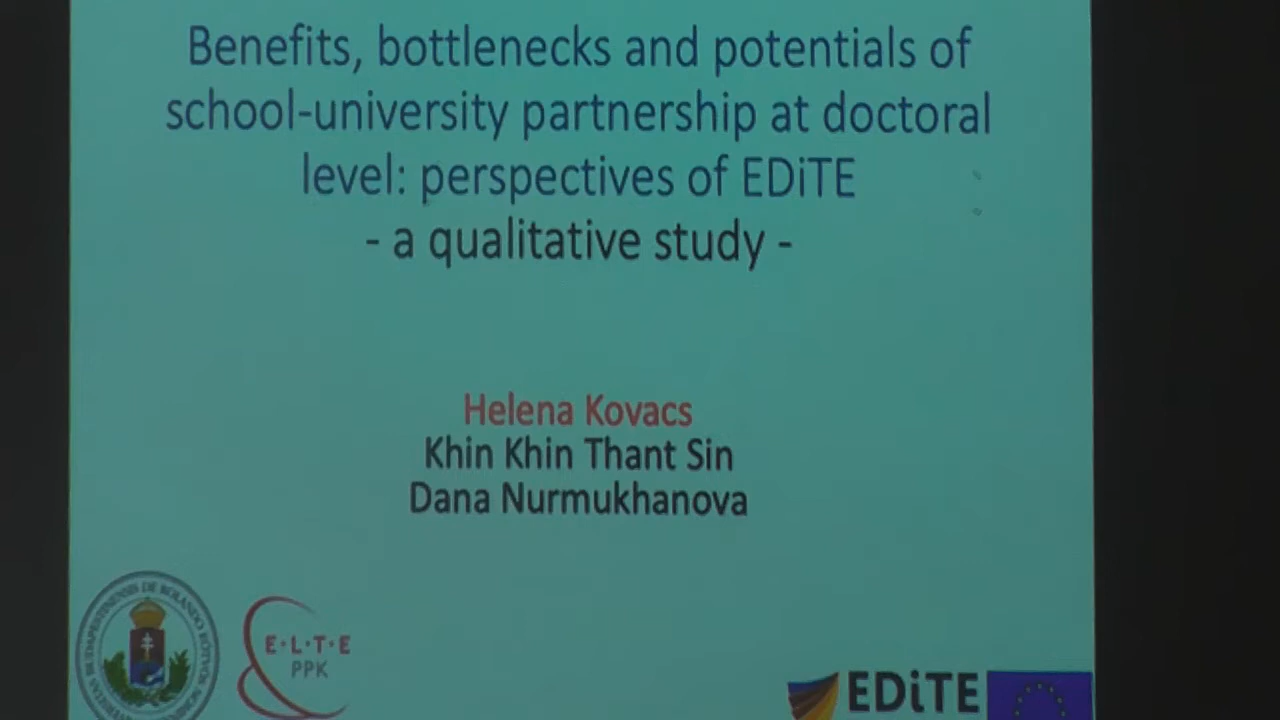 Benefits, bottlenecks and potentials of
school-university partnership at doctoral
level: perspectives of EDiTE
- a qualitative study -
Helena Kovacs
Khin Khin Thant Sin
Dana Nurmukhanova
E·L·T·E
PPK
EDiTE